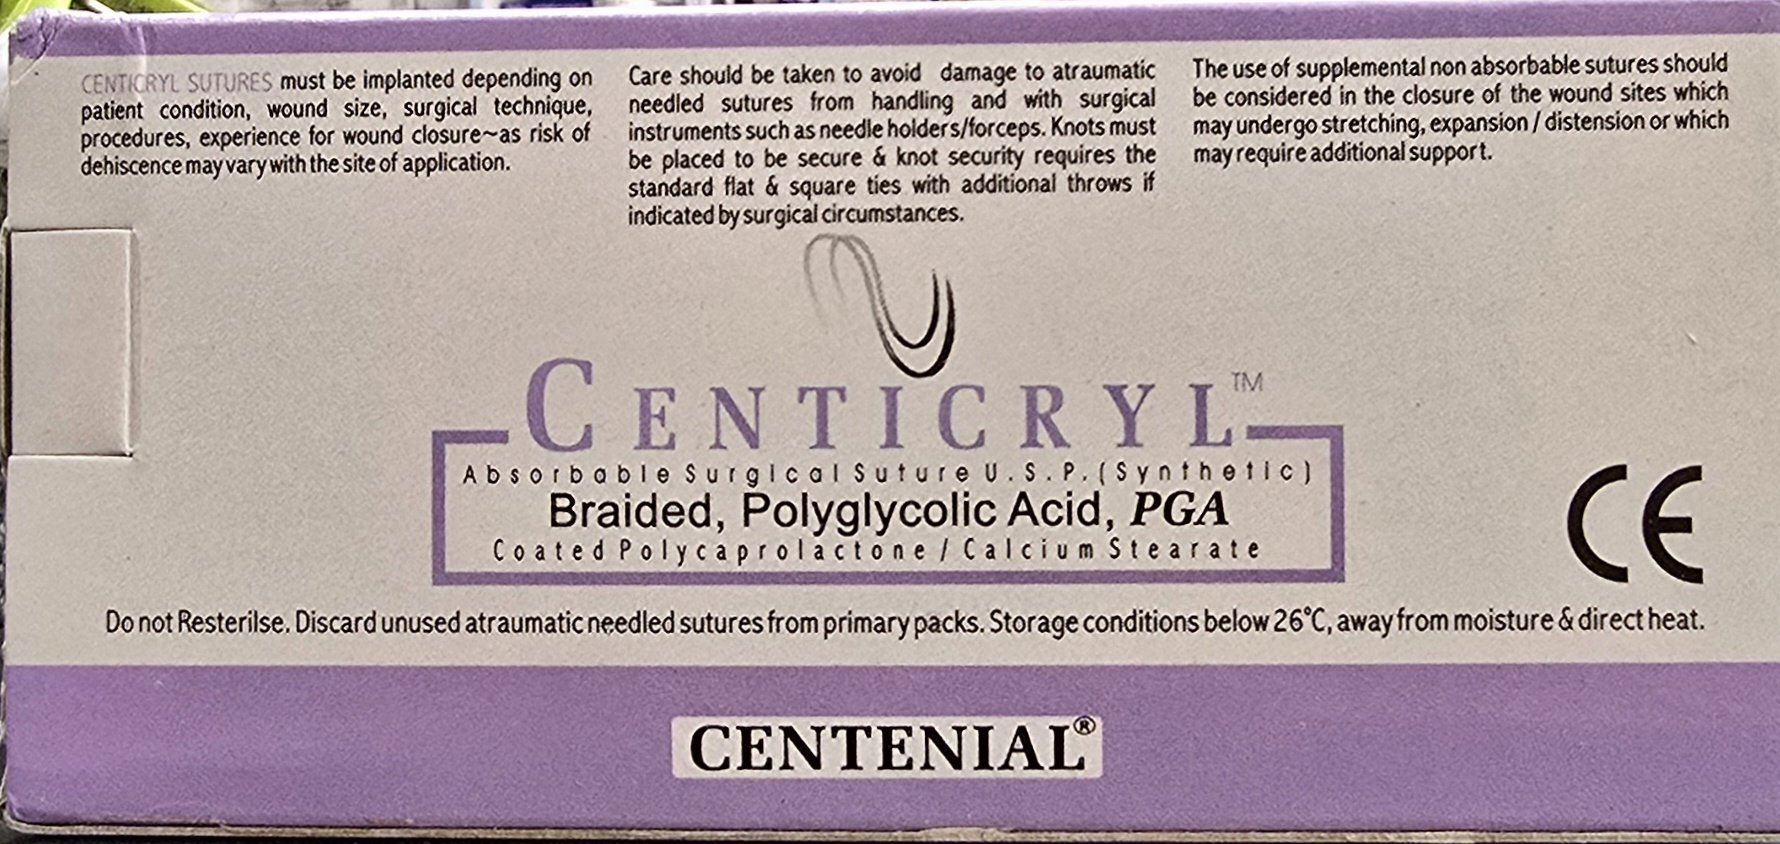 CENTICRYL SUTURES must be implanted depending on
patient condition, wound size, surgical technique,
procedures, experience for wound closure~as risk of
dehiscence may vary with the site of application.
Care should be taken to avoid damage to atraumatic
needled sutures from handling and with surgical
instruments such as needle holders/forceps. Knots must
be placed to be secure & knot security requires the
standard flat & square ties with additional throws if
indicated by surgical circumstances.
The use of supplemental non absorbable sutures should
be considered in the closure of the wound sites which
may undergo stretching, expansion / distension or which
may require additional support.
CENTICRYL™
Absorbable Surgical Suture U.S.P. (Synthetic)
Braided, Polyglycolic Acid, PGA
Coated Polycaprolactone / Calcium Stearate
CE
Do not Resterilse. Discard unused atraumatic needled sutures from primary packs. Storage conditions below 26°C, away from moisture & direct heat.
CENTENIAL®